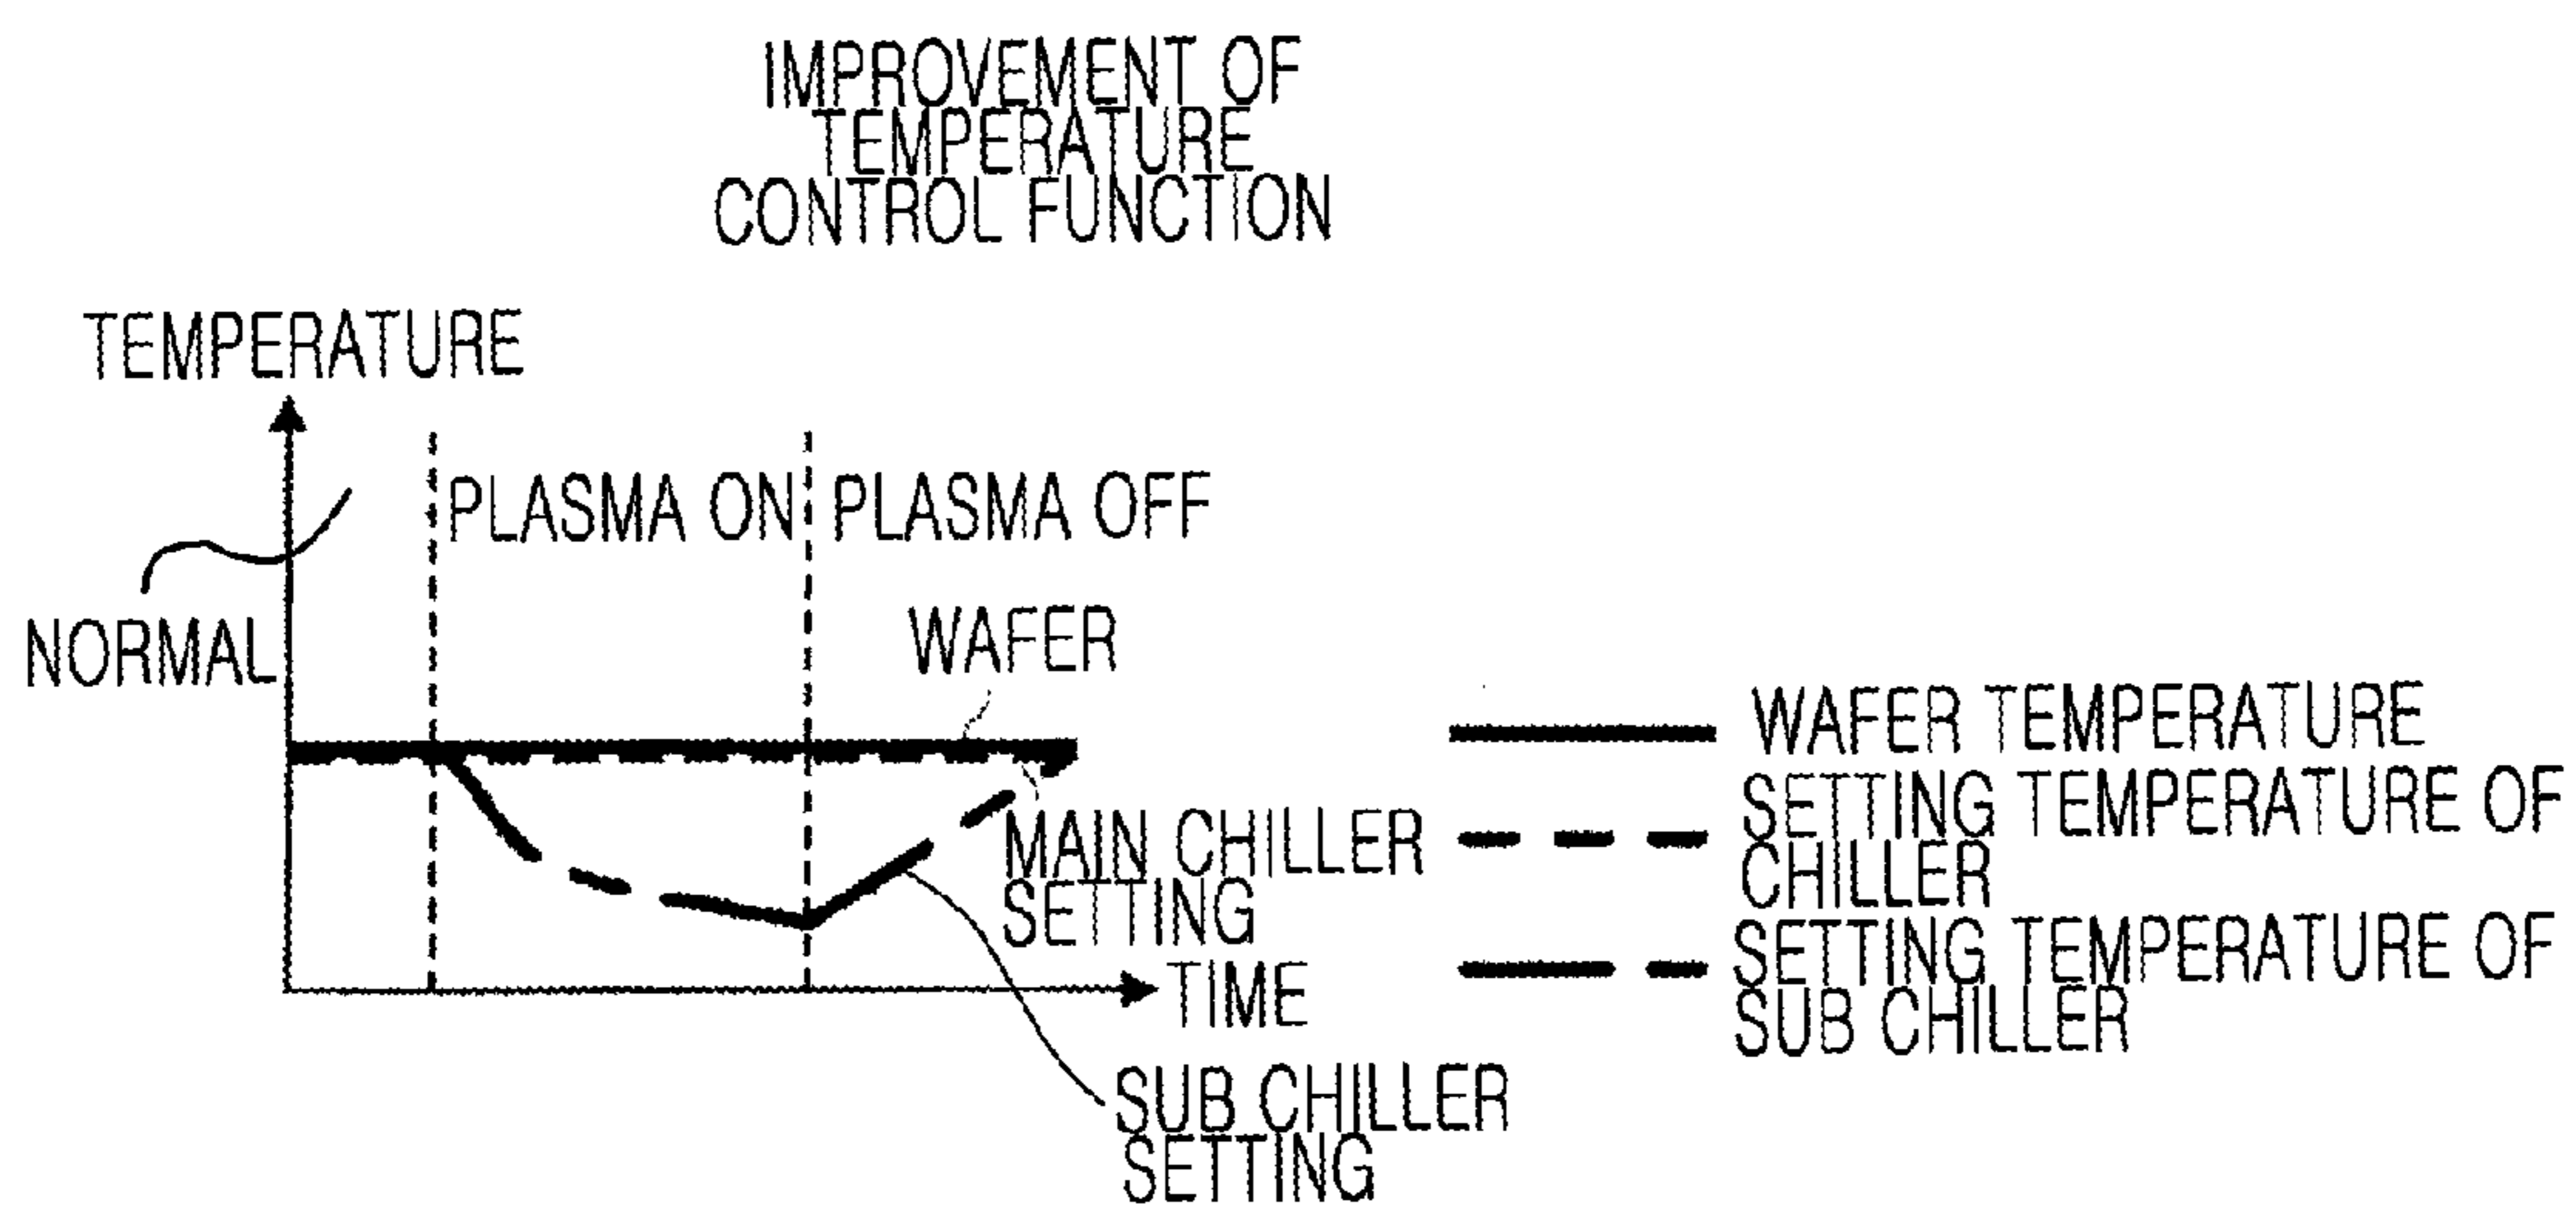 IMPROVEMENT OF
TEMPERATURE
CONTROL FUNCTION
TEMPERATURE
PLASMA ON
PLASMA OFF
NORMAL
WAFER
MAIN CHILLER
SETTING
TIME
SUB CHILLER
SETTING
WAFER TEMPERATURE
SETTING TEMPERATURE OF
CHILLER
SETTING TEMPERATURE OF
SUB CHILLER